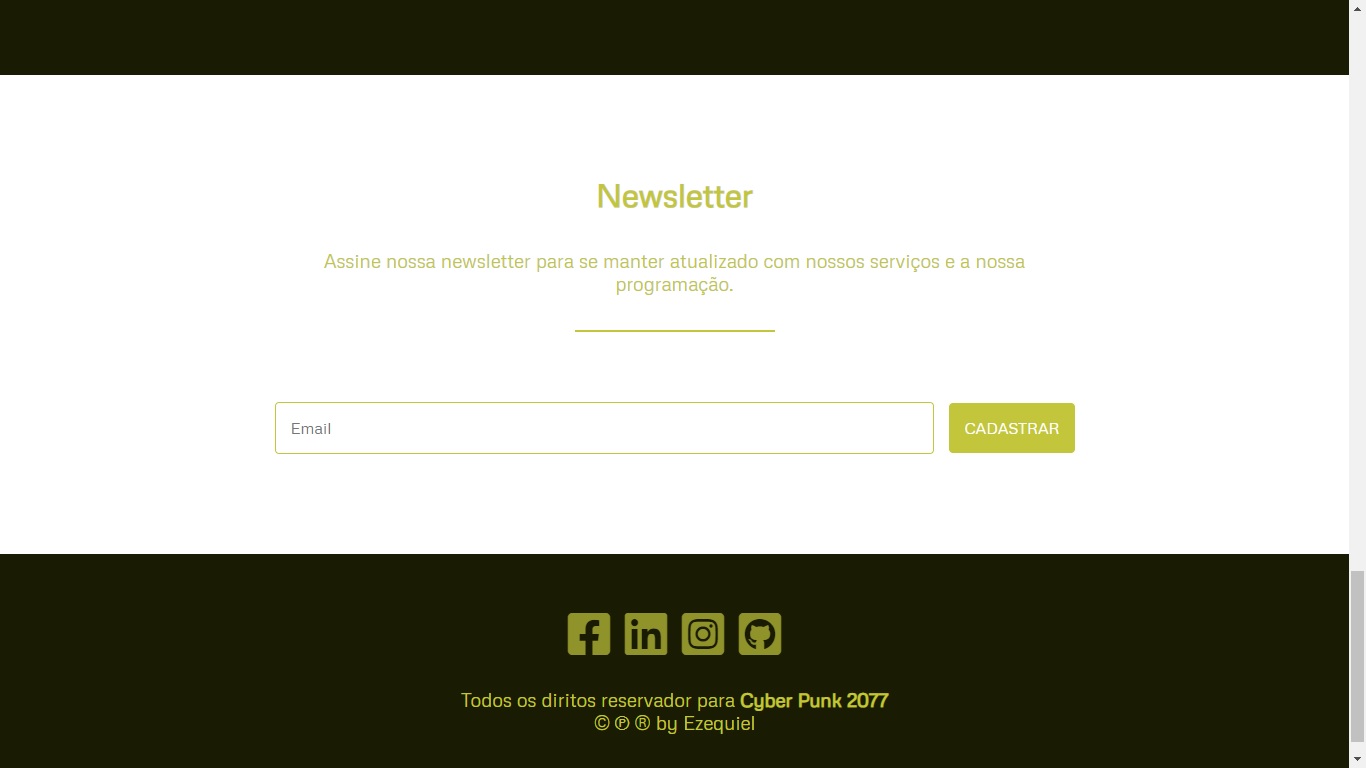 Newsletter
Assine nossa newsletter para se manter atualizado com nossos serviços e a nossa
programação.
Email
CADASTRAR
Todos os diritos reservador para Cyber Punk 2077
© ℗ ® by Ezequiel